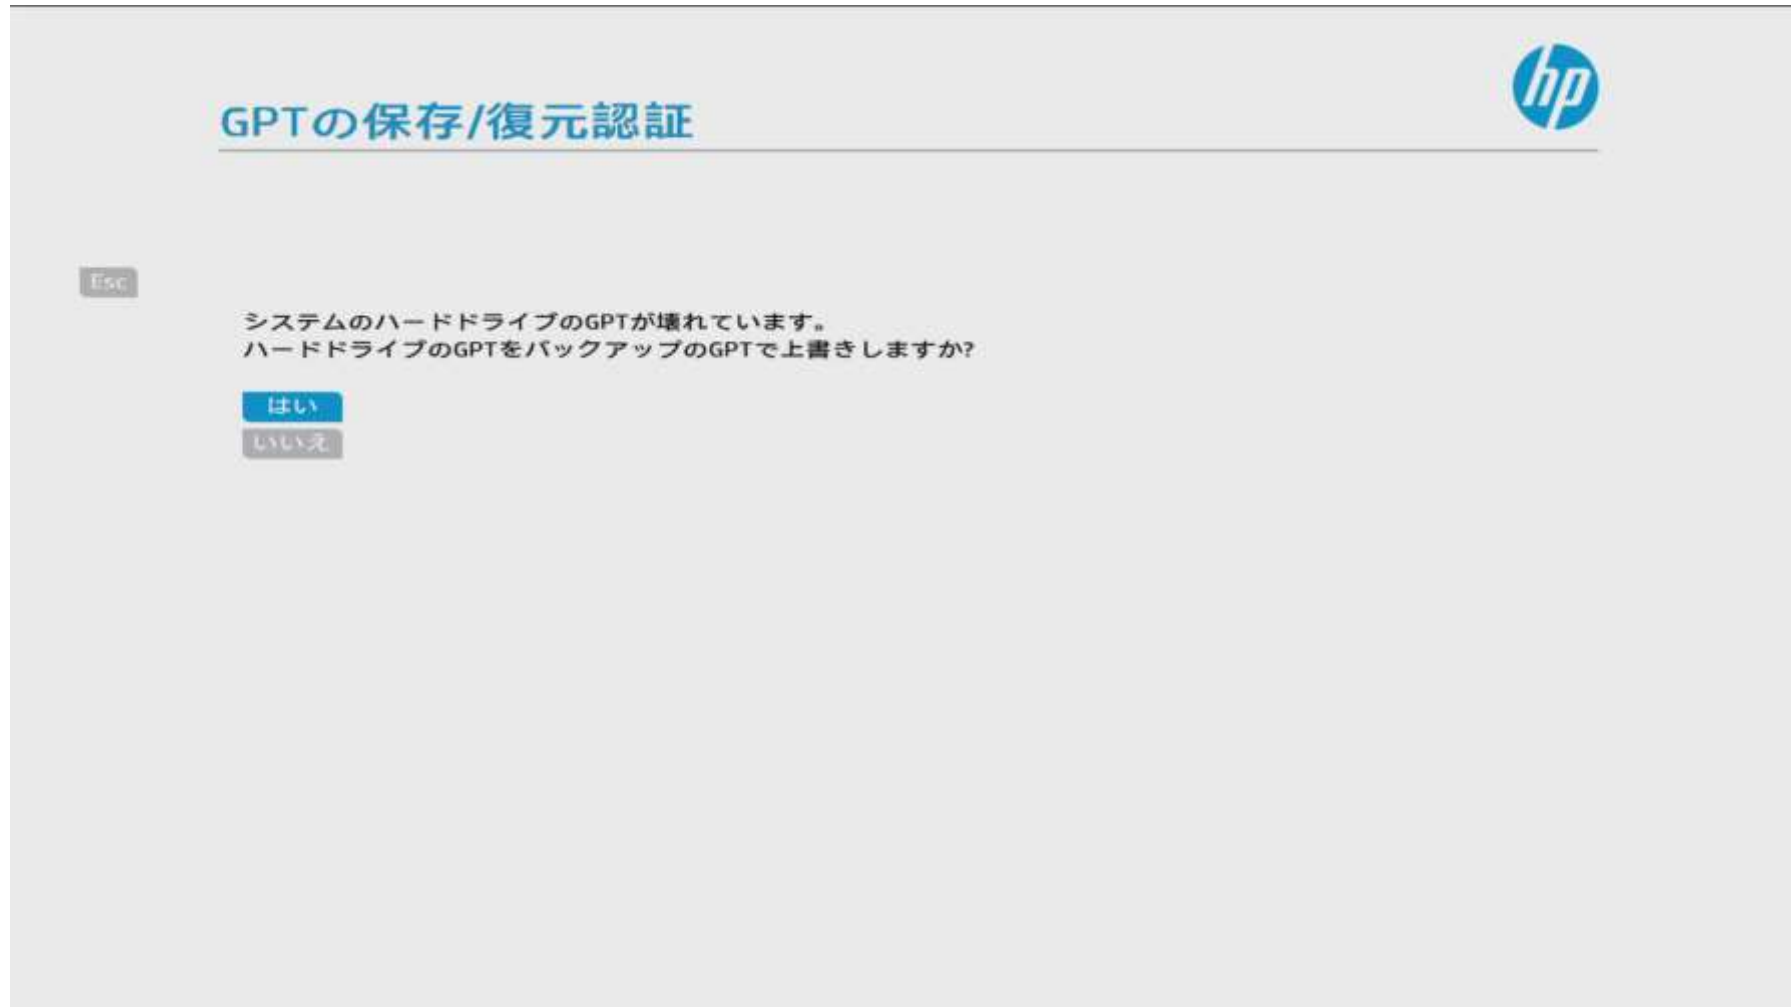 hp
GPTの保存/復元認証
Esc
システムのハードドライブのGPTが壊れています。
ハードドライブのGPTをバックアップのGPTで上書きしますか?
はい
いいえ